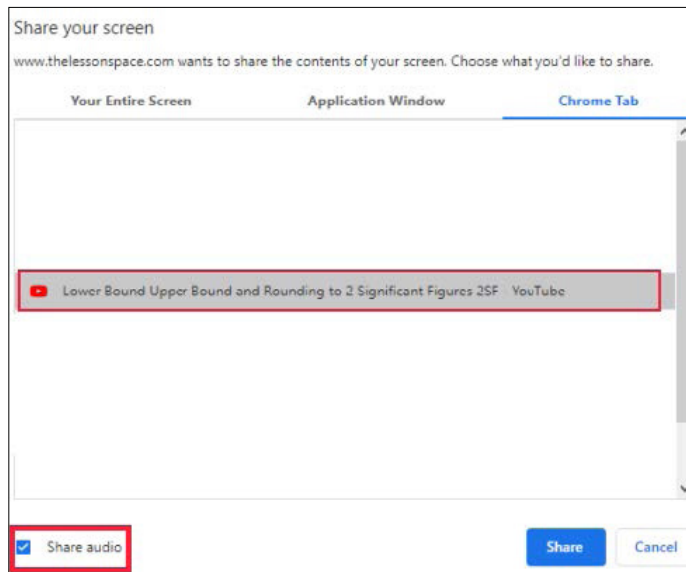 Share your screen
www.thelessonspace.com wants to share the contents of your screen. Choose what you'd like to share.
Your Entire Screen Application Window Chrome Tab
Lower Bound Upper Bound and Rounding to 2 Significant Figures 2SF - YouTube
Share audio Share Cancel